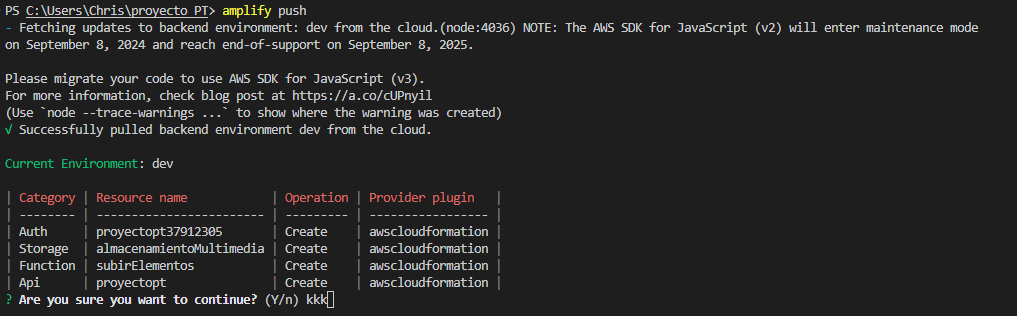 PS C:\Users\Chris\proyecto PT> amplify push
- Fetching updates to backend environment: dev from the cloud.(node:4036) NOTE: The AWS SDK for JavaScript (v2) will enter maintenance mode
on September 8, 2024 and reach end-of-support on September 8, 2025.
Please migrate your code to use AWS SDK for JavaScript (v3).
For more information, check blog post at https://a.co/cUPnyil
(Use `node --trace-warnings ...` to show where the warning was created)
√ Successfully pulled backend environment dev from the cloud.
Current Environment: dev
| Category | Resource name            | Operation | Provider plugin   |
| -------- | ------------------------ | --------- | ----------------- |
| Auth     | proyectopt37912305       | Create    | awscloudformation |
| Storage  | almacenamientoMultimedia | Create    | awscloudformation |
| Function | subirElementos           | Create    | awscloudformation |
| Api      | proyectopt               | Create    | awscloudformation |
? Are you sure you want to continue? (Y/n) kkk